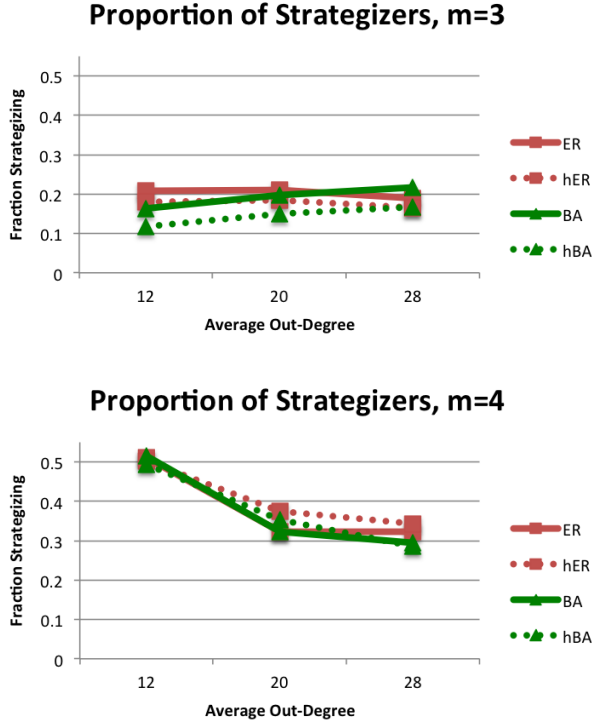 Proportion of Strategizers, m=3
Fraction Strategizing
0.5
0.4
0.3
0.2
0.1
0
12 20 28
Average Out-Degree
ER
hER
BA
hBA
Proportion of Strategizers, m=4
Fraction Strategizing
0.5
0.4
0.3
0.2
0.1
0
12 20 28
Average Out-Degree
ER
hER
BA
hBA